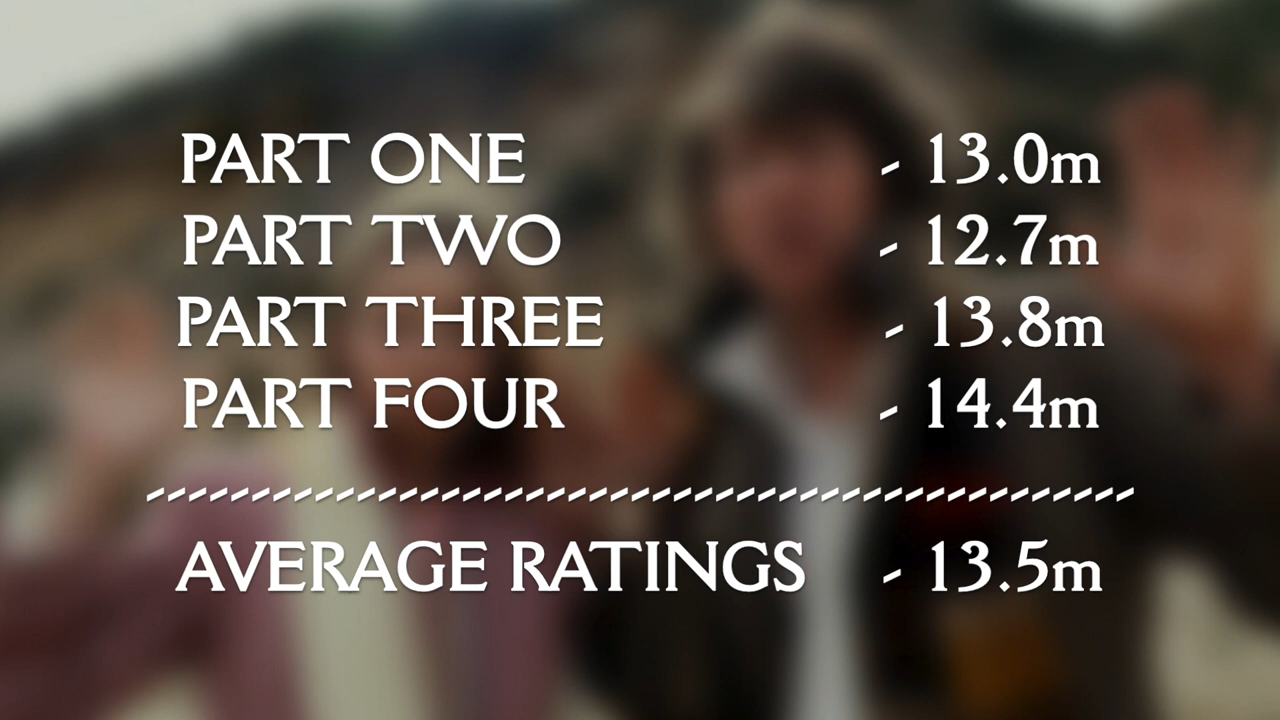 PART ONE - 13.0m
PART TWO - 12.7m
PART THREE - 13.8m
PART FOUR - 14.4m
-----------------------------------------------
AVERAGE RATINGS - 13.5m